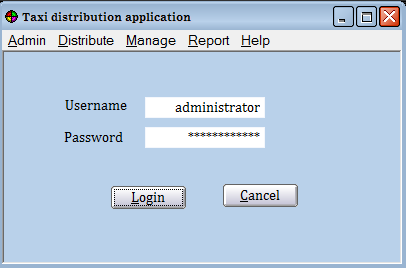 Taxi distribution application
Admin Distribute Manage Report Help
Username administrator
Password ************
Login Cancel